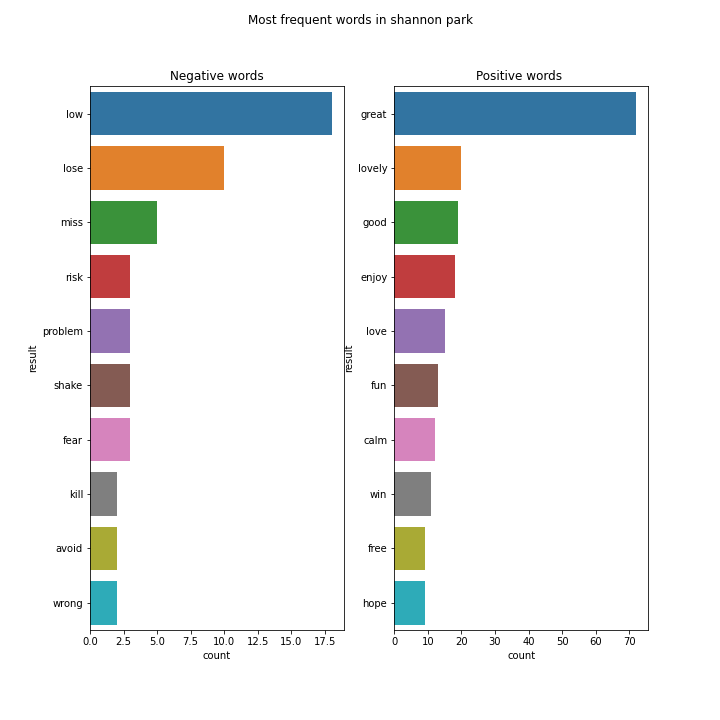 Most frequent words in shannon park
Negative words
low
lose
miss
risk
problem
shake
fear
kill
avoid
wrong
result
0.0 2.5 5.0 7.5 10.0 12.5 15.0 17.5
count
Positive words
great
lovely
good
enjoy
love
fun
calm
win
free
hope
result
0 10 20 30 40 50 60 70
count